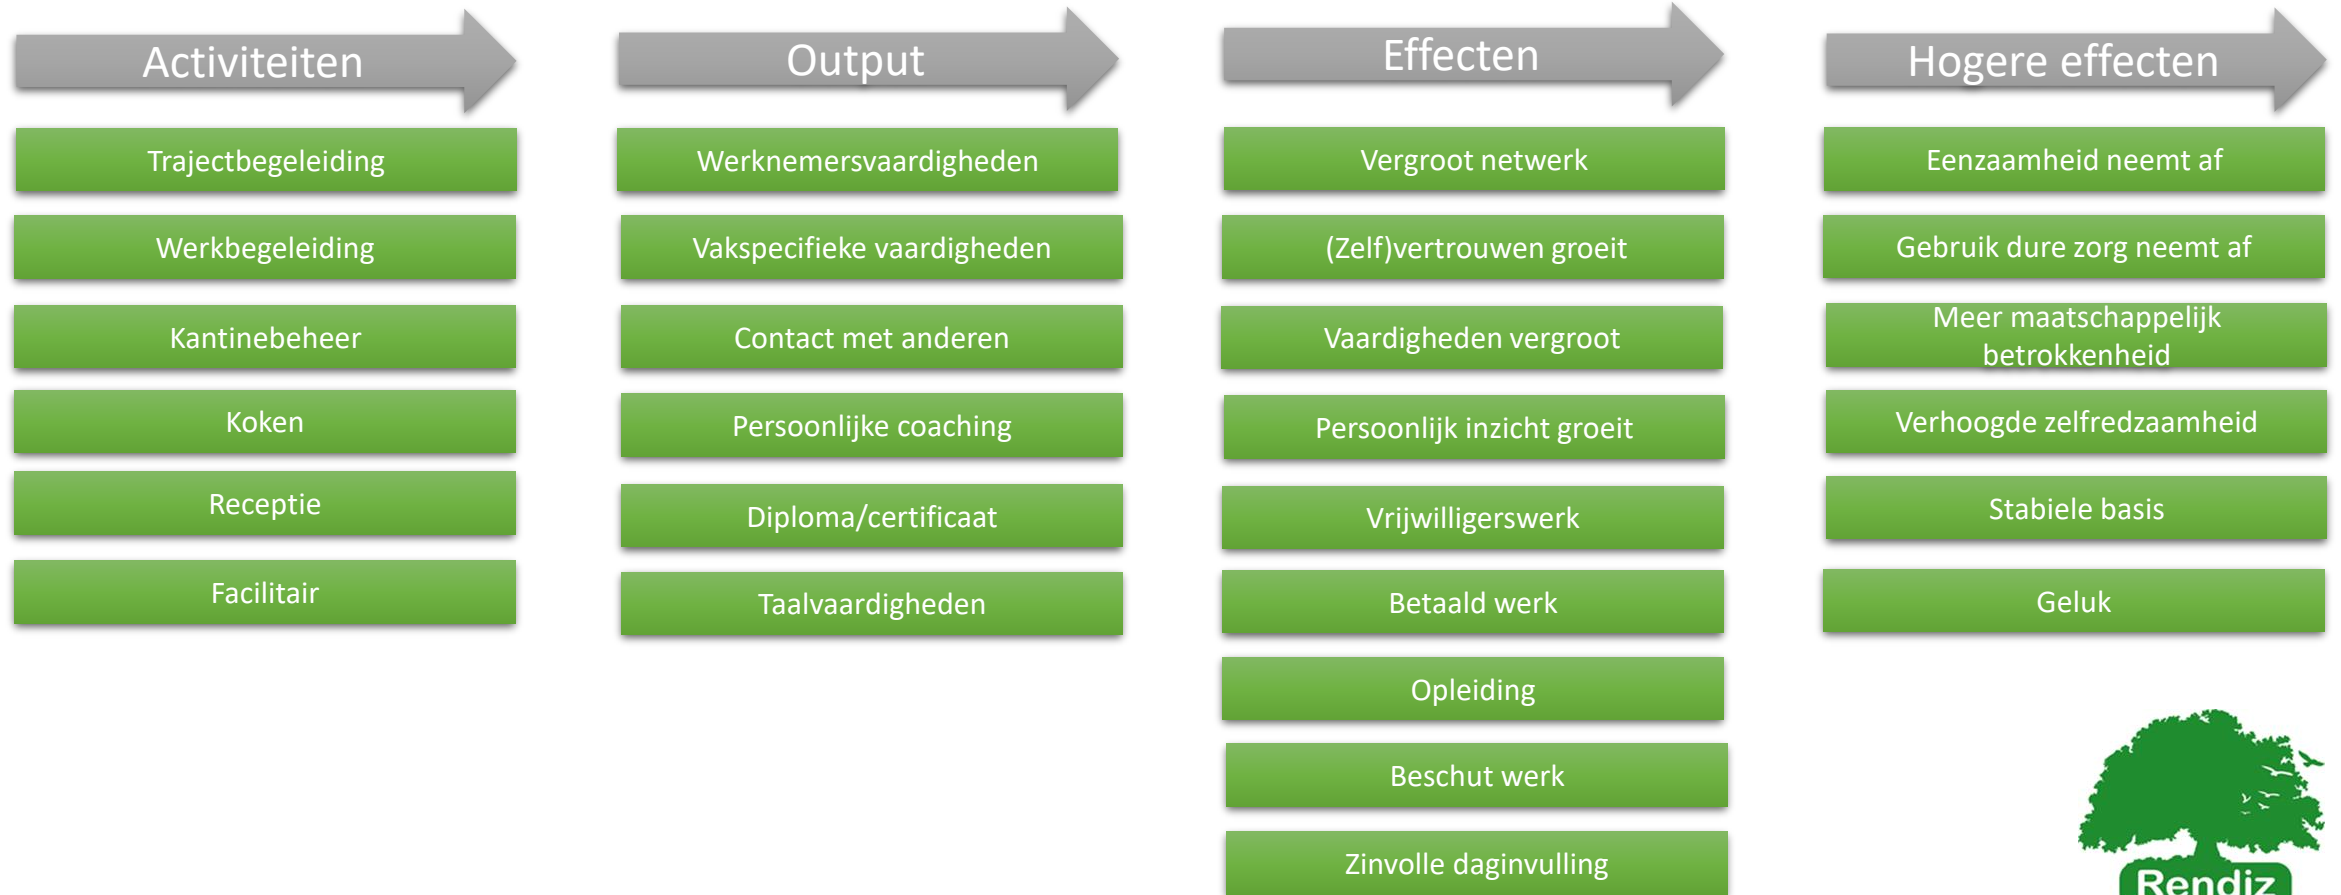 Activiteiten
Trajectbegeleiding
Werkbegeleiding
Kantinebeheer
Koken
Receptie
Facilitair
Output
Werknemersvaardigheden
Vakspecifieke vaardigheden
Contact met anderen
Persoonlijke coaching
Diploma/certificaat
Taalvaardigheden
Effecten
Vergroot netwerk
(Zelf)vertrouwen groeit
Vaardigheden vergroot
Persoonlijk inzicht groeit
Vrijwilligerswerk
Betaald werk
Opleiding
Beschut werk
Zinvolle daginvulling
Hogere effecten
Eenzaamheid neemt af
Gebruik dure zorg neemt af
Meer maatschappelijk
betrokkenheid
Verhoogde zelfredzaamheid
Stabiele basis
Geluk
Rendiz